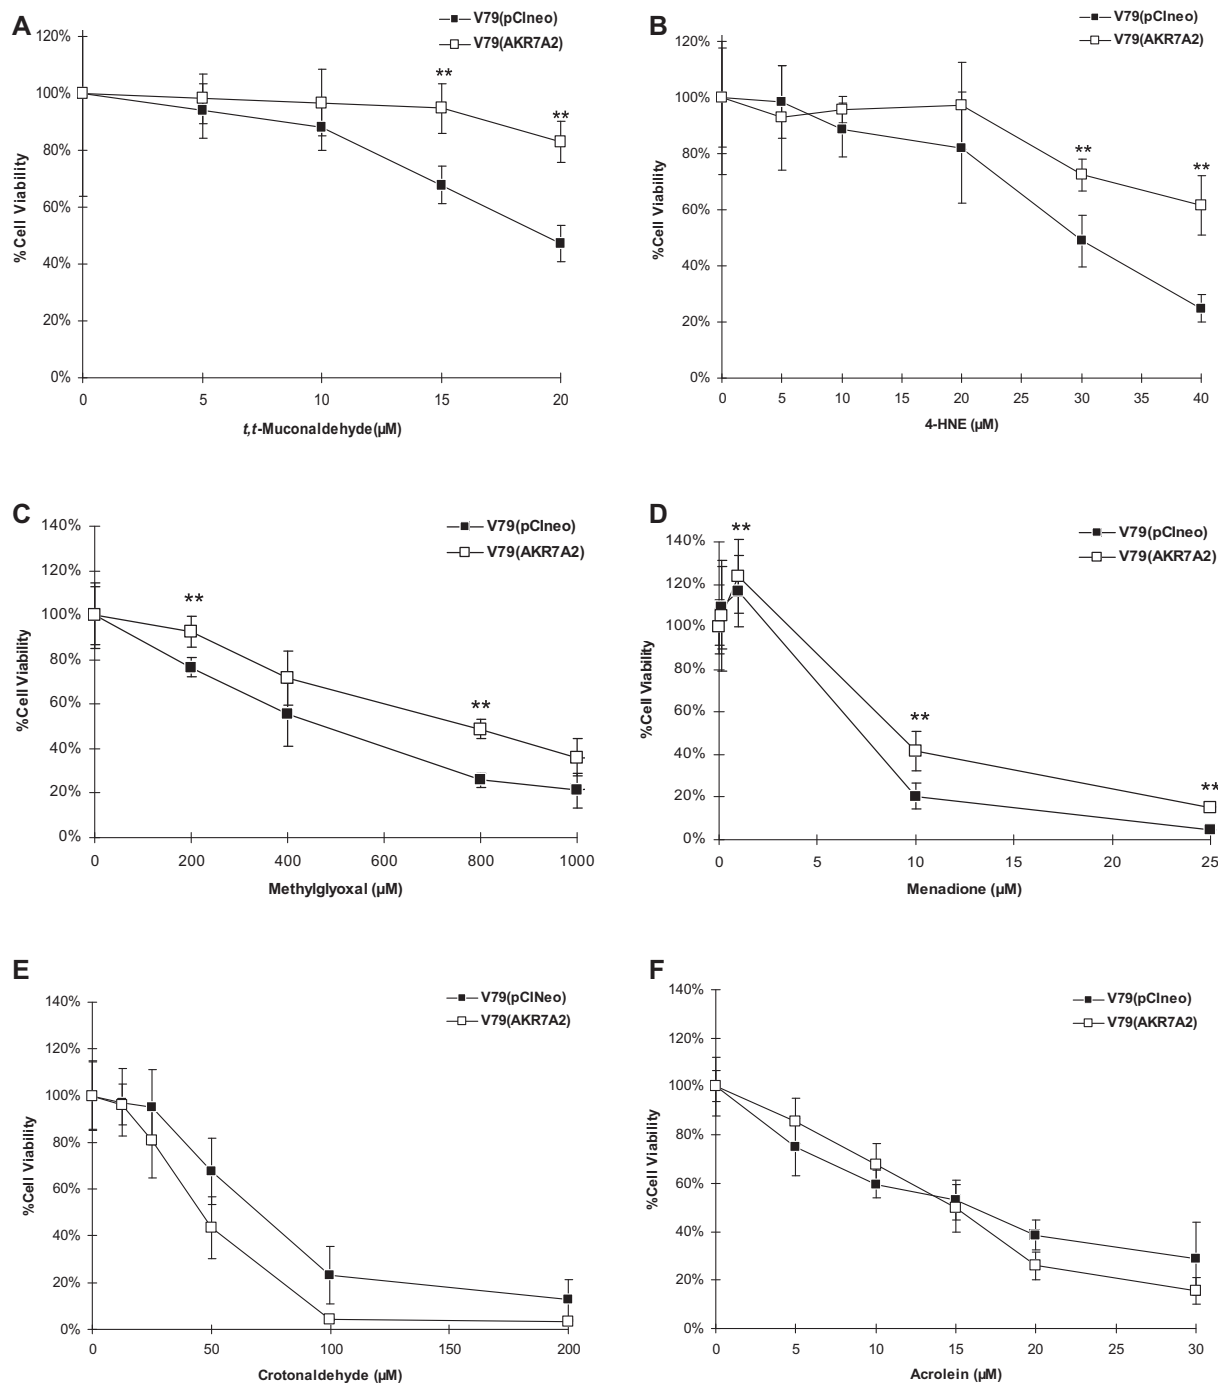 A
V79(pCIneo)
V79(AKR7A2)
120%
100%
80%
60%
40%
20%
0%
%Cell Viability
**
**
0 5 10 15 20
t,t-Muconaldehyde(µM)
B
V79(pCIneo)
V79(AKR7A2)
120%
100%
80%
60%
40%
20%
0%
%Cell Viability
**
**
0 5 10 15 20 25 30 35 40
4-HNE (µM)
C
V79(pCIneo)
V79(AKR7A2)
140%
120%
100%
80%
60%
40%
20%
0%
%Cell Viability
**
**
0 200 400 600 800 1000
Methylglyoxal (µM)
D
V79(pCIneo)
V79(AKR7A2)
140%
120%
100%
80%
60%
40%
20%
0%
%Cell Viability
**
**
**
0 5 10 15 20 25
Menadione (µM)
E
V79(pCINeo)
V79(AKR7A2)
140%
120%
100%
80%
60%
40%
20%
0%
%Cell Viability
0 50 100 150 200
Crotonaldehyde (µM)
F
V79(pCIneo)
V79(AKR7A2)
140%
120%
100%
80%
60%
40%
20%
0%
%Cell Viability
0 5 10 15 20 25 30
Acrolein (µM)